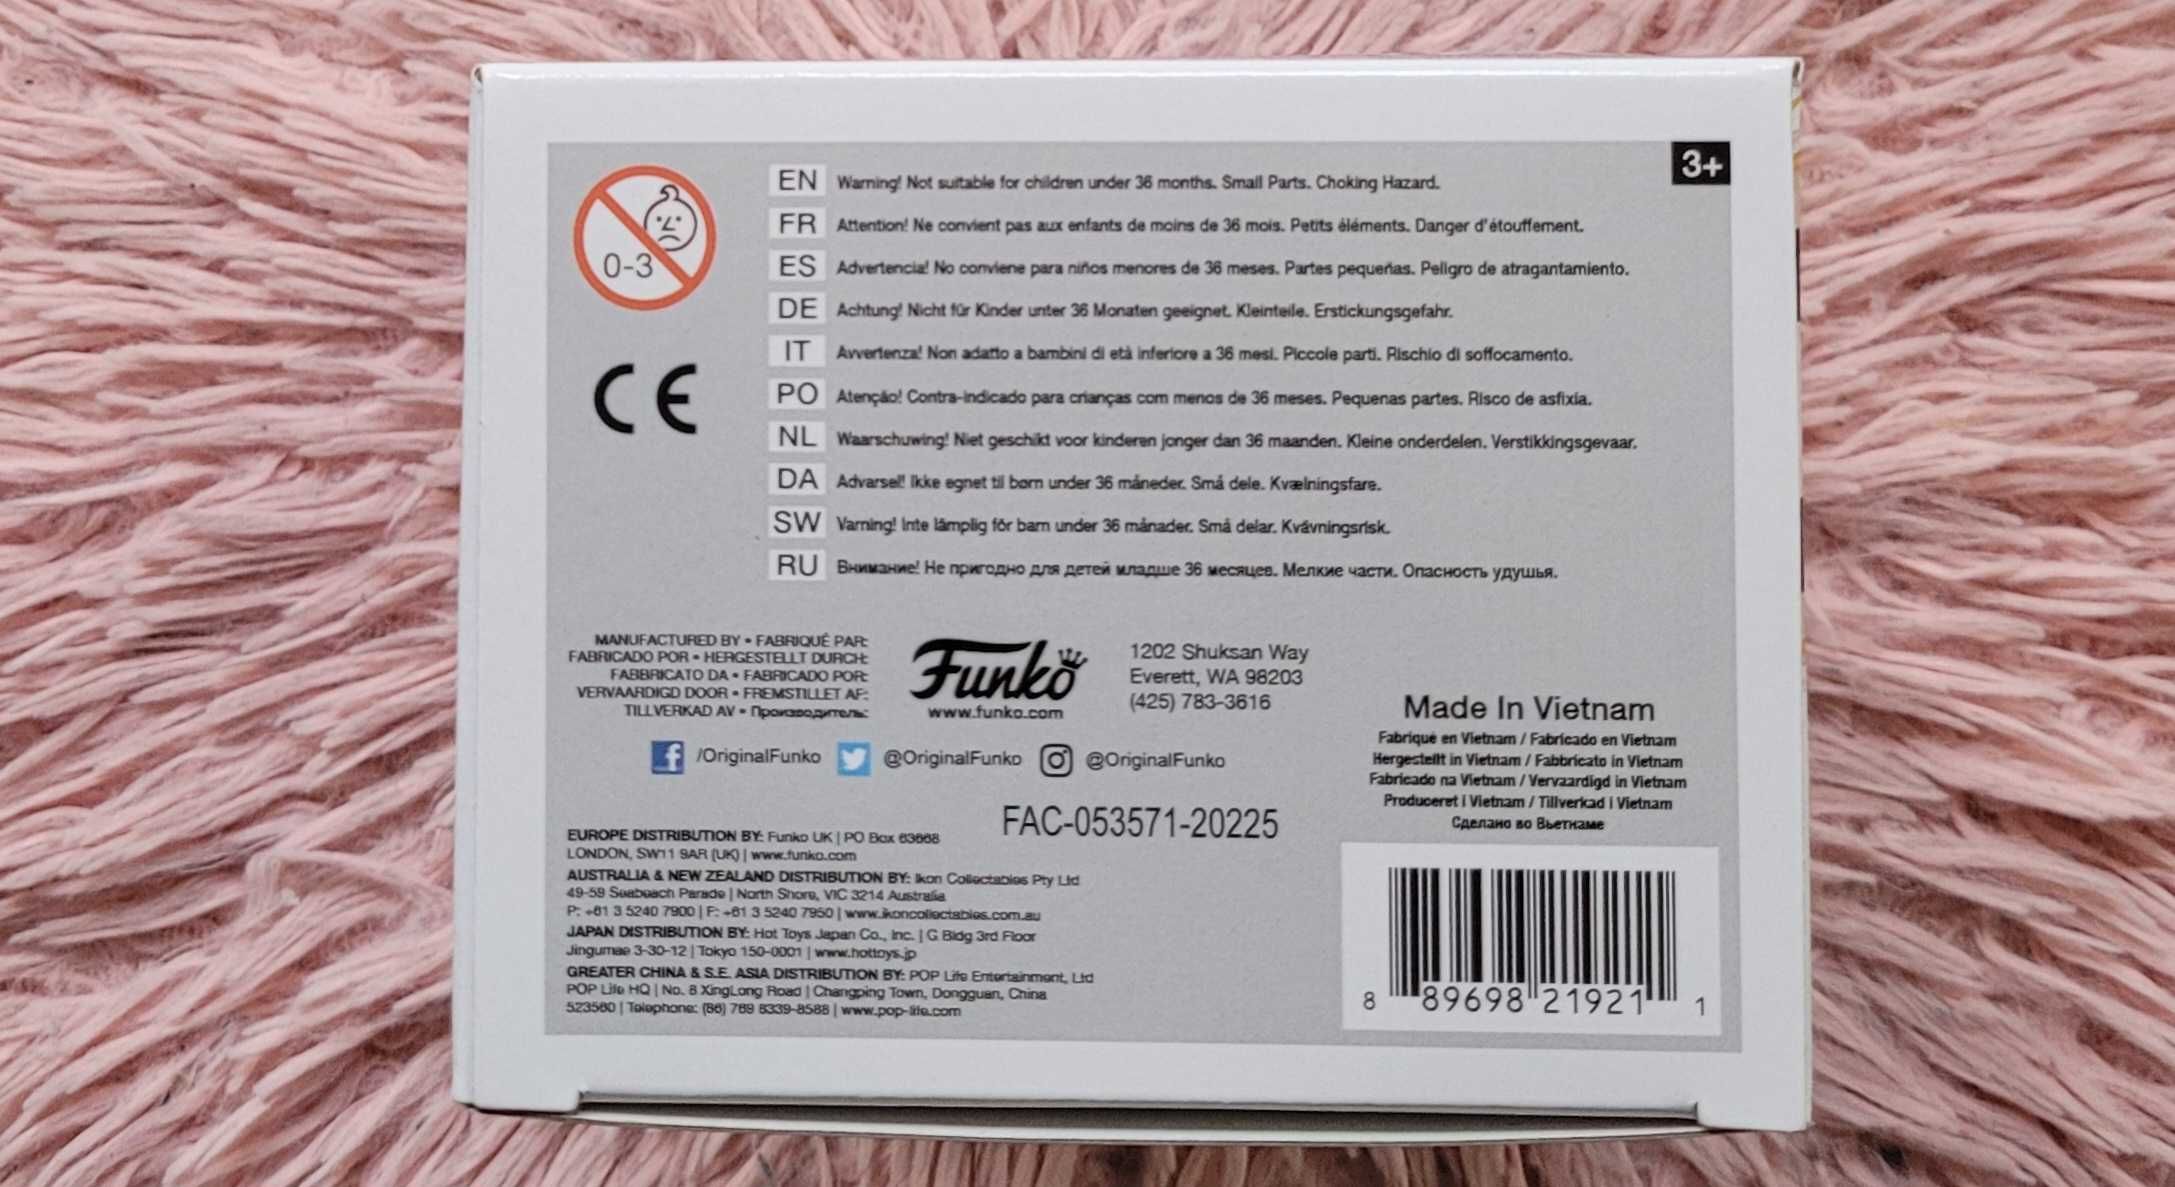 3+
0-3
EN Warning! Not suitable for children under 36 months. Small Parts. Choking Hazard.
FR Attention! Ne convient pas aux enfants de moins de 36 mois. Petits éléments. Danger d'étouffement.
ES Advertencia! No conviene para niños menores de 36 meses. Partes pequeñas. Peligro de atragantamiento.
DE Achtung! Nicht für Kinder unter 36 Monaten geeignet. Kleinteile. Erstickungsgefahr.
IT Avvertenza! Non adatto a bambini di età inferiore a 36 mesi. Piccole parti. Rischio di soffocamento.
PO Atenção! Contra-indicado para crianças com menos de 36 meses. Pequenas partes. Risco de asfixia.
NL Waarschuwing! Niet geschikt voor kinderen jonger dan 36 maanden. Kleine onderdelen. Verstikkingsgevaar.
DA Advarsel! Ikke egnet til børn under 36 måneder. Små dele. Kvælningsfare.
SW Varning! Inte lämplig för barn under 36 månader. Små delar. Kvävningsrisk.
RU Внимание! Не пригодно для детей младше 36 месяцев. Мелкие части. Опасность удушья.
CE
MANUFACTURED BY • FABRIQUÉ PAR:
FABRICADO POR • HERGESTELLT DURCH:
FABBRICATO DA • FABRICADO POR:
VERVAARDIGD DOOR • FREMSTILLET AF:
TILLVERKAD AV • Производитель:
Funko
www.funko.com
1202 Shuksan Way
Everett, WA 98203
(425) 783-3616
/OriginalFunko @OriginalFunko @OriginalFunko
FAC-053571-20225
Made In Vietnam
Fabriqué en Vietnam / Fabricado en Vietnam
Hergestellt in Vietnam / Fabbricato in Vietnam
Fabricado na Vietnam / Vervaardigd in Vietnam
Produceret i Vietnam / Tillverkad i Vietnam
Сделано во Вьетнаме
EUROPE DISTRIBUTION BY: Funko UK | PO Box 63668
LONDON, SW11 9AR (UK) | www.funko.com
AUSTRALIA & NEW ZEALAND DISTRIBUTION BY: Ikon Collectables Pty Ltd
49-59 Seabeach Parade | North Shore, VIC 3214 Australia
P: +61 3 5240 7900 | F: +61 3 5240 7950 | www.ikoncollectables.com.au
JAPAN DISTRIBUTION BY: Hot Toys Japan Co., Inc. | G Bldg 3rd Floor
Jingumae 3-30-12 | Tokyo 150-0001 | www.hottoys.jp
GREATER CHINA & S.E. ASIA DISTRIBUTION BY: POP Life Entertainment, Ltd
POP Life HQ | No. 8 XingLong Road | Changping Town, Dongguan, China
523560 | Telephone: (86) 769 8339-8588 | www.pop-life.com
8 89698 21921 1